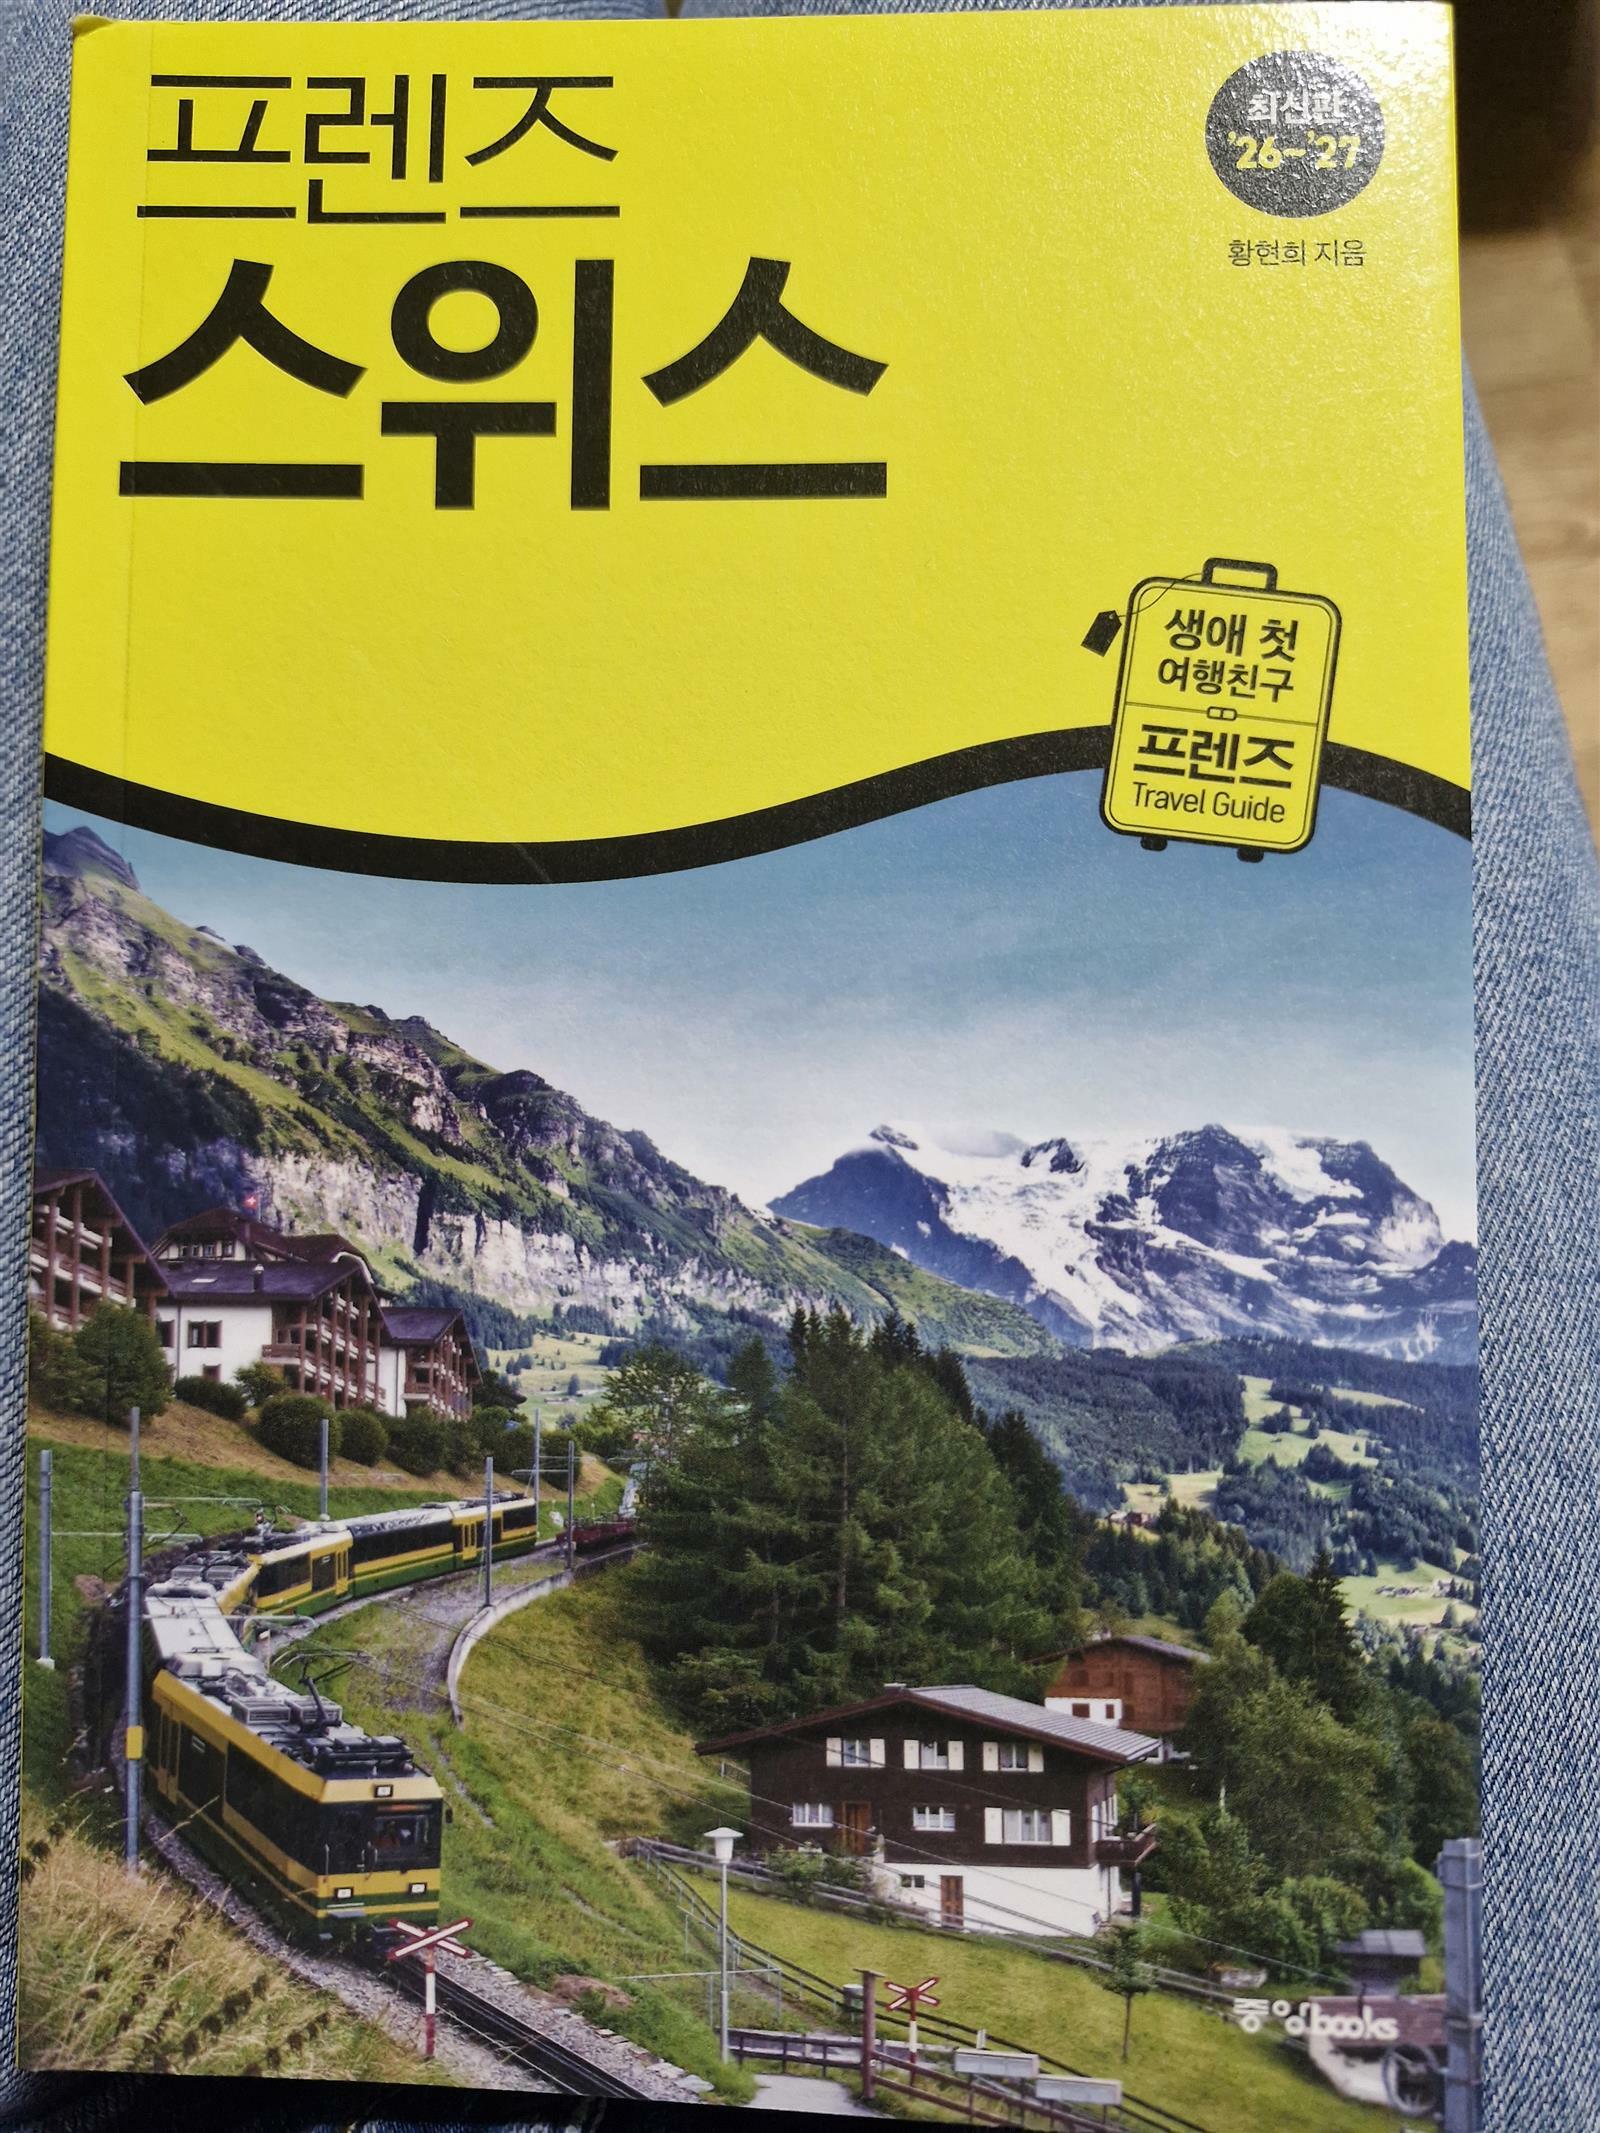 프렌즈
스위스
최신판
'26~'27
황현희 지음
생애 첫
여행친구
프렌즈
Travel Guide
중앙books